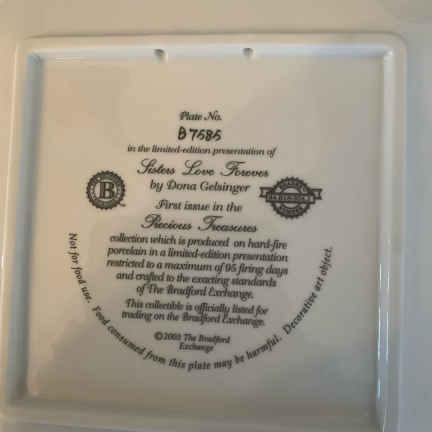 Plate No.
B7585
in the limited-edition presentation of
Sisters Love Forever
by Dona Gelsinger
First issue in the
Precious Treasures
collection which is produced on hard-fire
porcelain in a limited-edition presentation
restricted to a maximum of 95 firing days
and crafted to the exacting standards
of The Bradford Exchange.
This collectible is officially listed for
trading on the Bradford Exchange.
©2003 The Bradford
Exchange
Not for food use. Food consumed from this plate may be harmful. Decorative art object.
B